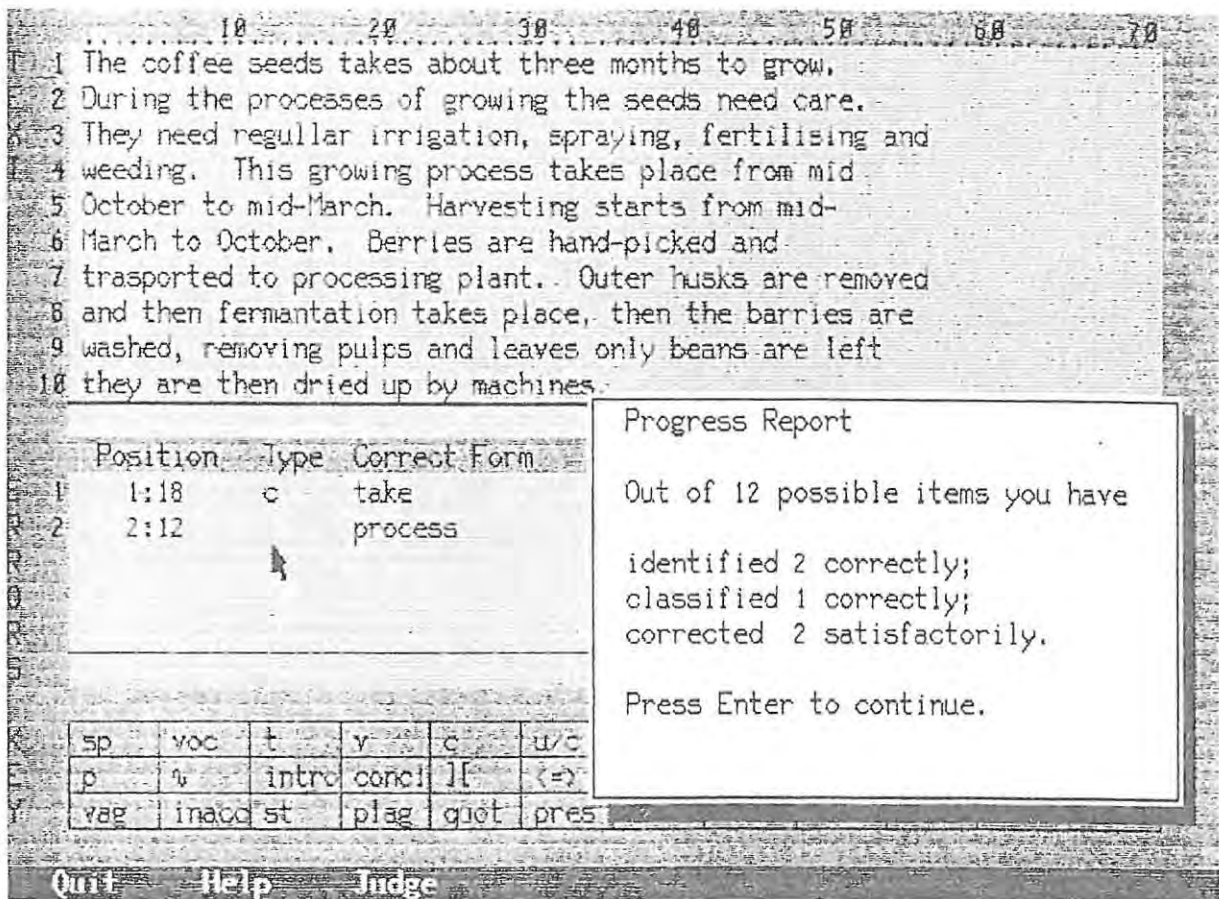 10 20 30 40 50 60 70
1 The coffee seeds takes about three months to grow.
2 During the processes of growing the seeds need care.
3 They need regullar irrigation, spraying, fertilising and
4 weeding. This growing process takes place from mid
5 October to mid-March. Harvesting starts from mid-
6 March to October. Berries are hand-picked and
7 trasported to processing plant. Outer husks are removed
8 and then fermantation takes place, then the barries are
9 washed, removing pulps and leaves only beans are left
10 they are then dried up by machines.
Position Type Correct Form
1 1:18 c take
2 2:12 process
Progress Report
Out of 12 possible items you have
identified 2 correctly;
classified 1 correctly;
corrected 2 satisfactorily.
Press Enter to continue.
sp voc t v c u/c
p intro concl ][ <=>
vag inacc st plag quot pres
Quit Help Judge